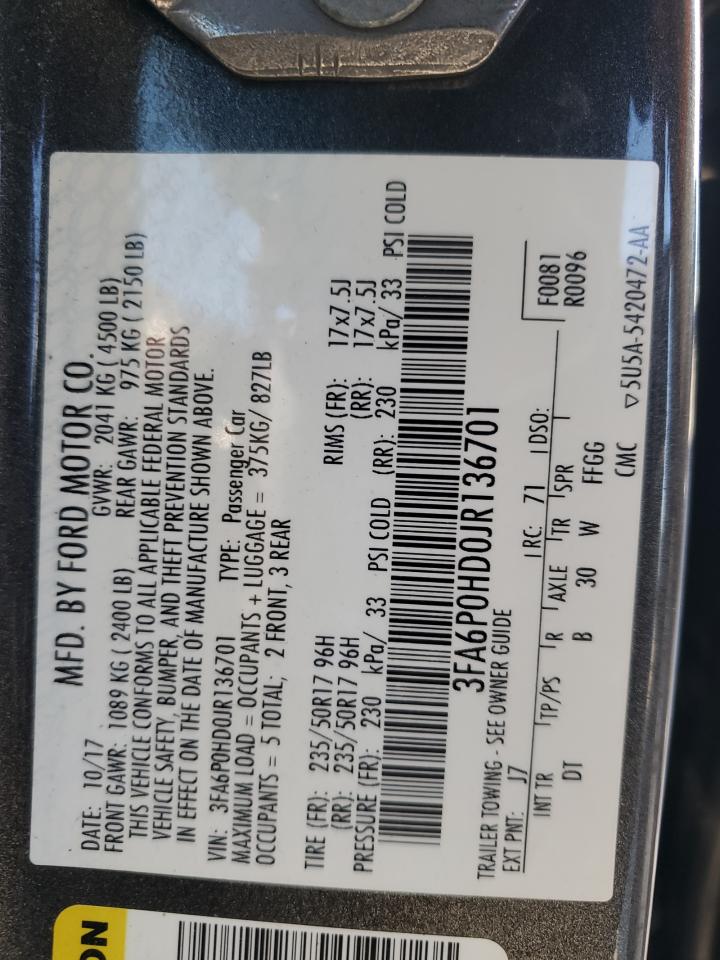 MFD. BY FORD MOTOR CO.
DATE: 10/17 GVWR: 2041 KG ( 4500 LB)
FRONT GAWR: 1089 KG ( 2400 LB) REAR GAWR: 975 KG ( 2150 LB)
THIS VEHICLE CONFORMS TO ALL APPLICABLE FEDERAL MOTOR
VEHICLE SAFETY, BUMPER, AND THEFT PREVENTION STANDARDS
IN EFFECT ON THE DATE OF MANUFACTURE SHOWN ABOVE.
VIN: 3FA6P0HD0JR136701 TYPE: Passenger Car
MAXIMUM LOAD = OCCUPANTS + LUGGAGE = 375KG/ 827LB
OCCUPANTS = 5 TOTAL; 2 FRONT, 3 REAR
TIRE (FR): 235/50R17 96H RIMS (FR): 17x7.5J
(RR): 235/50R17 96H (RR): 17x7.5J
PRESSURE (FR): 230 kPa/ 33 PSI COLD (RR): 230 kPa/ 33 PSI COLD
3FA6P0HD0JR136701
TRAILER TOWING - SEE OWNER GUIDE
EXT PNT: J7 RC: 71 DSO: F0081
R0096
INT TR TP/PS R AXLE TR SPR
DT B 30 W FFGG
CMC ▽5U5A-5420472-AA
ON